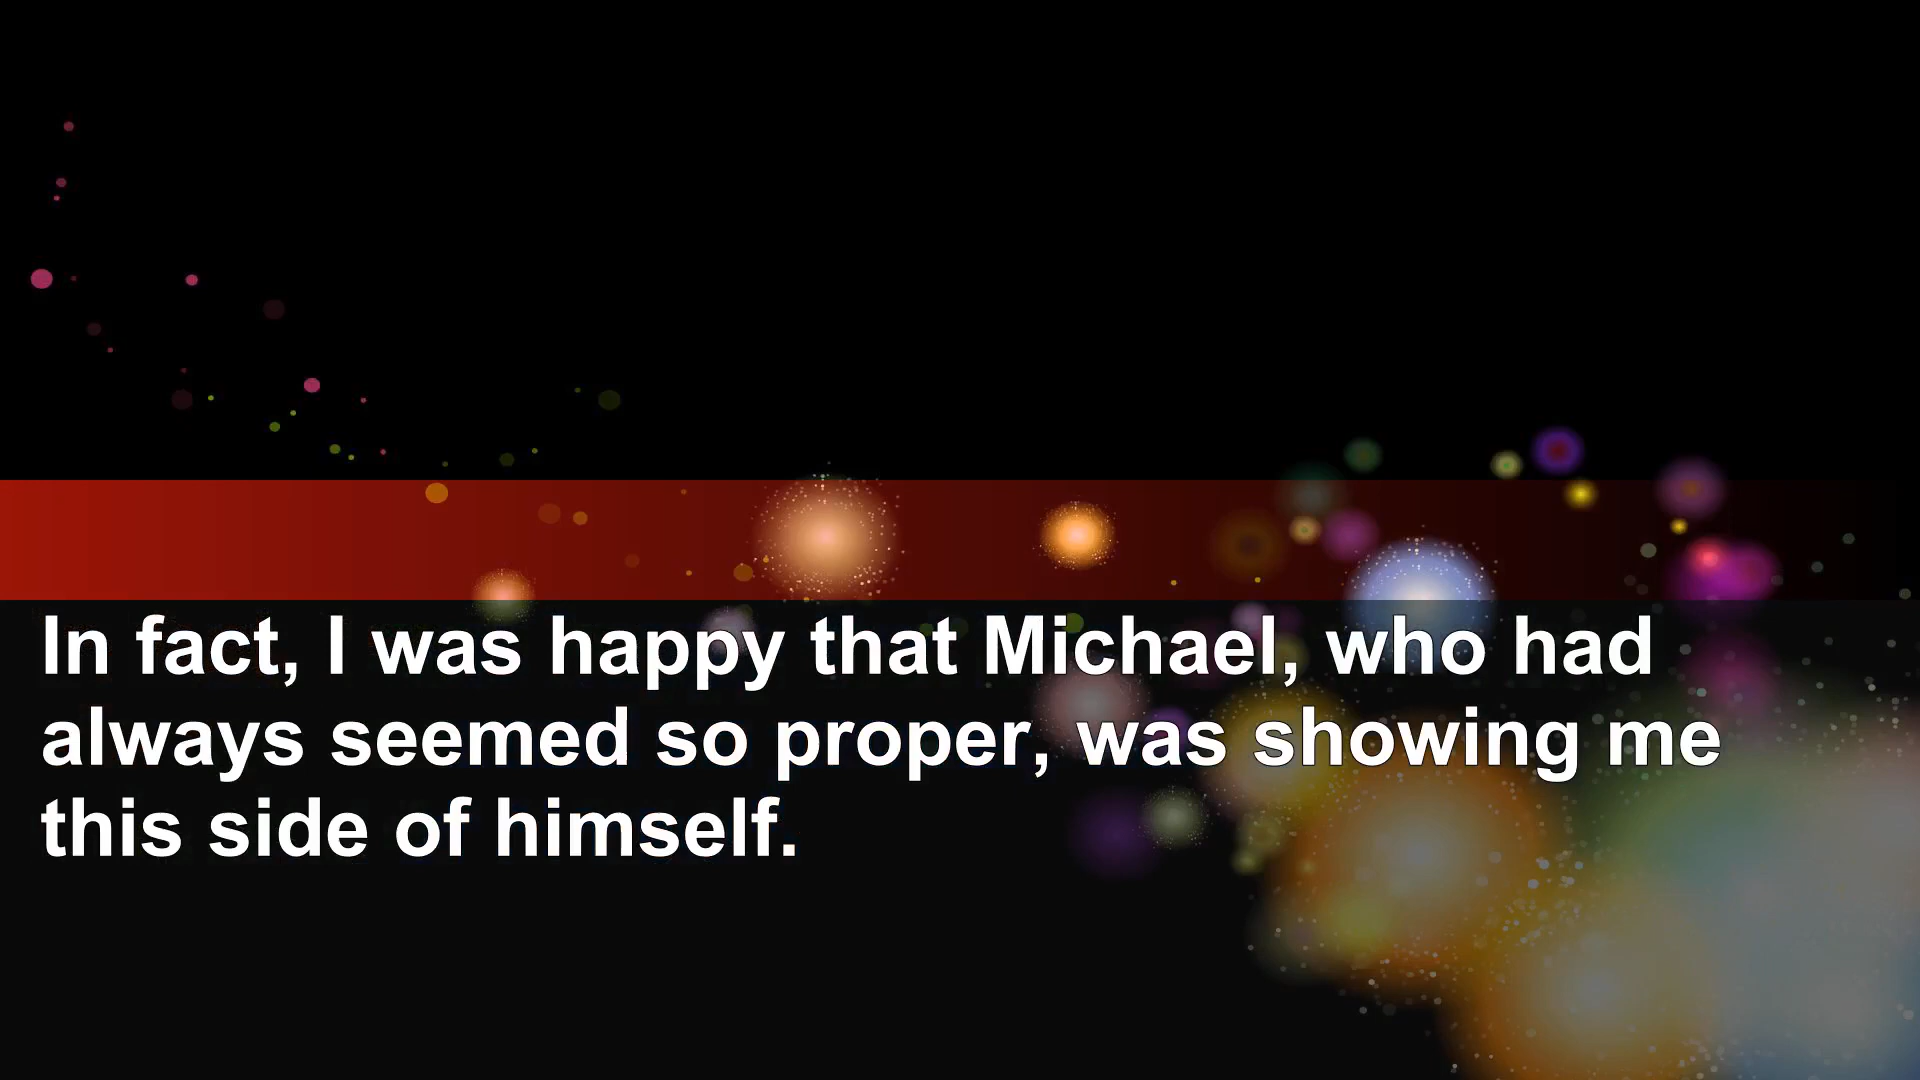 In fact, I was happy that Michael, who had
always seemed so proper, was showing me
this side of himself.